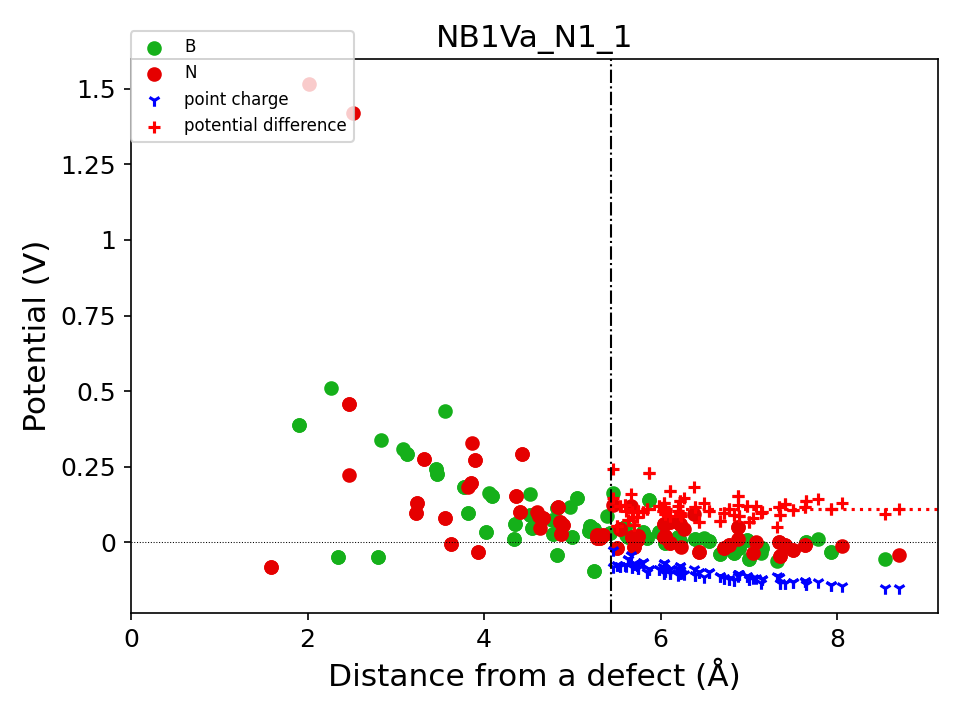 NB1Va_N1_1
B
N
point charge
potential difference
1.5
1.25
1
0.75
0.5
0.25
0
Potential (V)
0 2 4 6 8
Distance from a defect (Å)